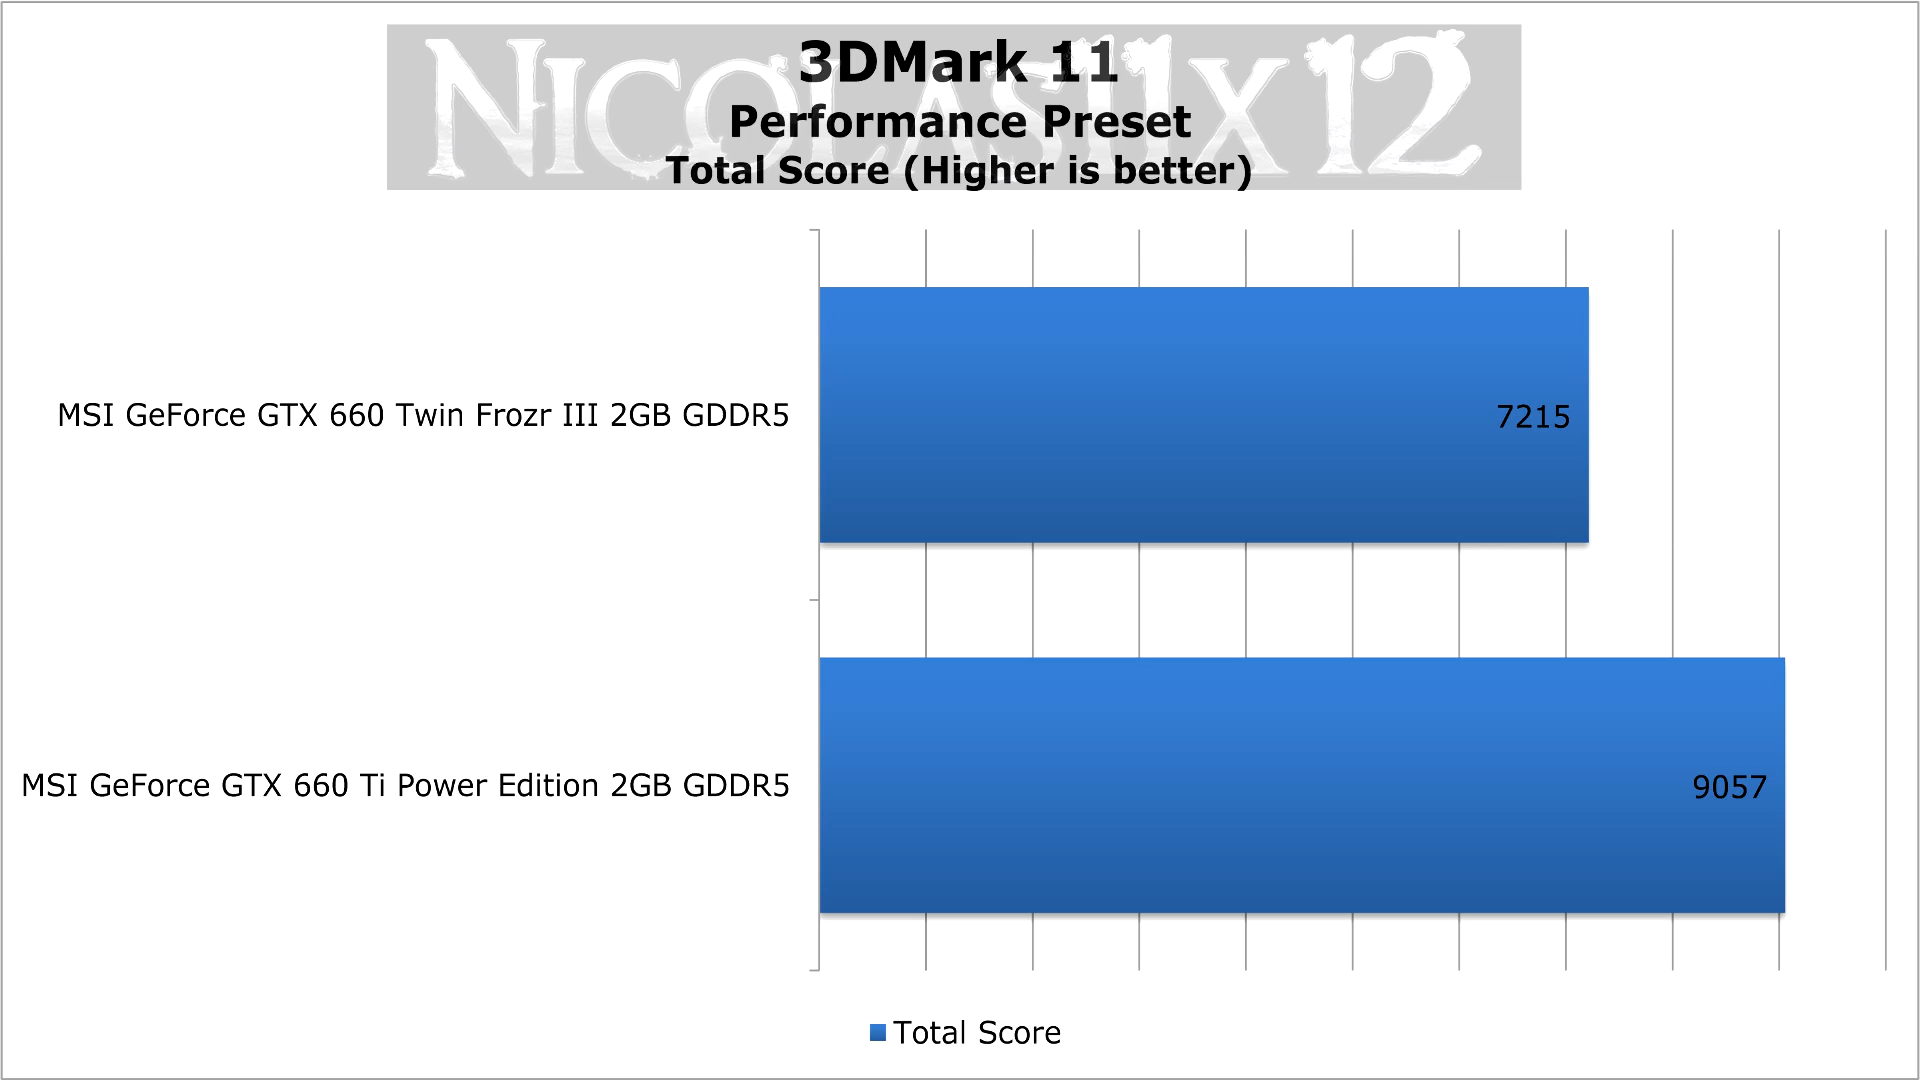 Nicolas11x12
3DMark 11
Performance Preset
Total Score (Higher is better)
MSI GeForce GTX 660 Twin Frozr III 2GB GDDR5
7215
MSI GeForce GTX 660 Ti Power Edition 2GB GDDR5
9057
Total Score